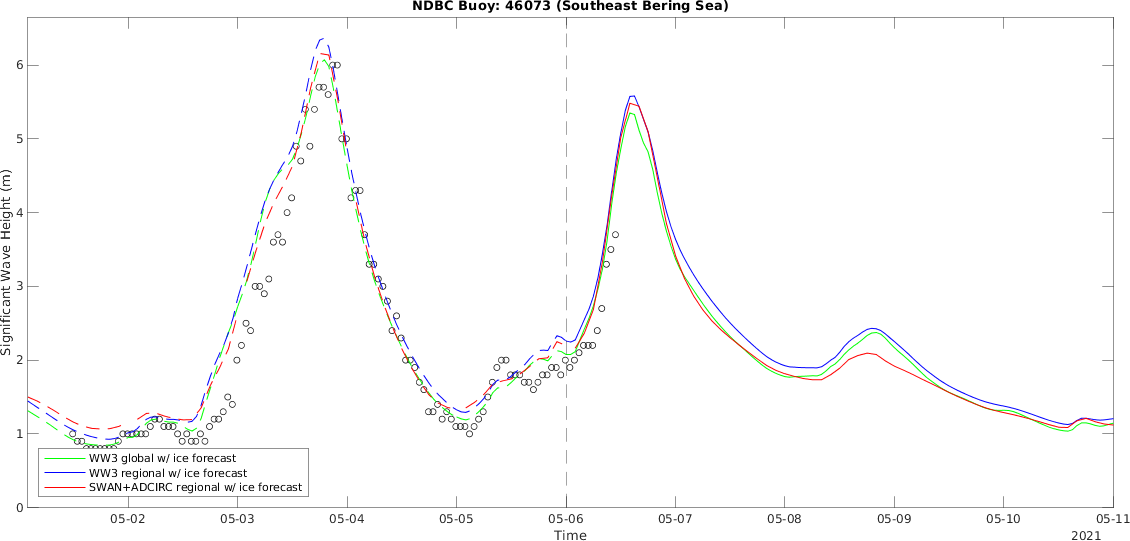 NDBC Buoy: 46073 (Southeast Bering Sea)
Significant Wave Height (m)
6
5
4
3
2
1
0
WW3 global w/ ice forecast
WW3 regional w/ ice forecast
SWAN+ADCIRC regional w/ ice forecast
05-02 05-03 05-04 05-05 05-06 05-07 05-08 05-09 05-10 05-11
Time
2021